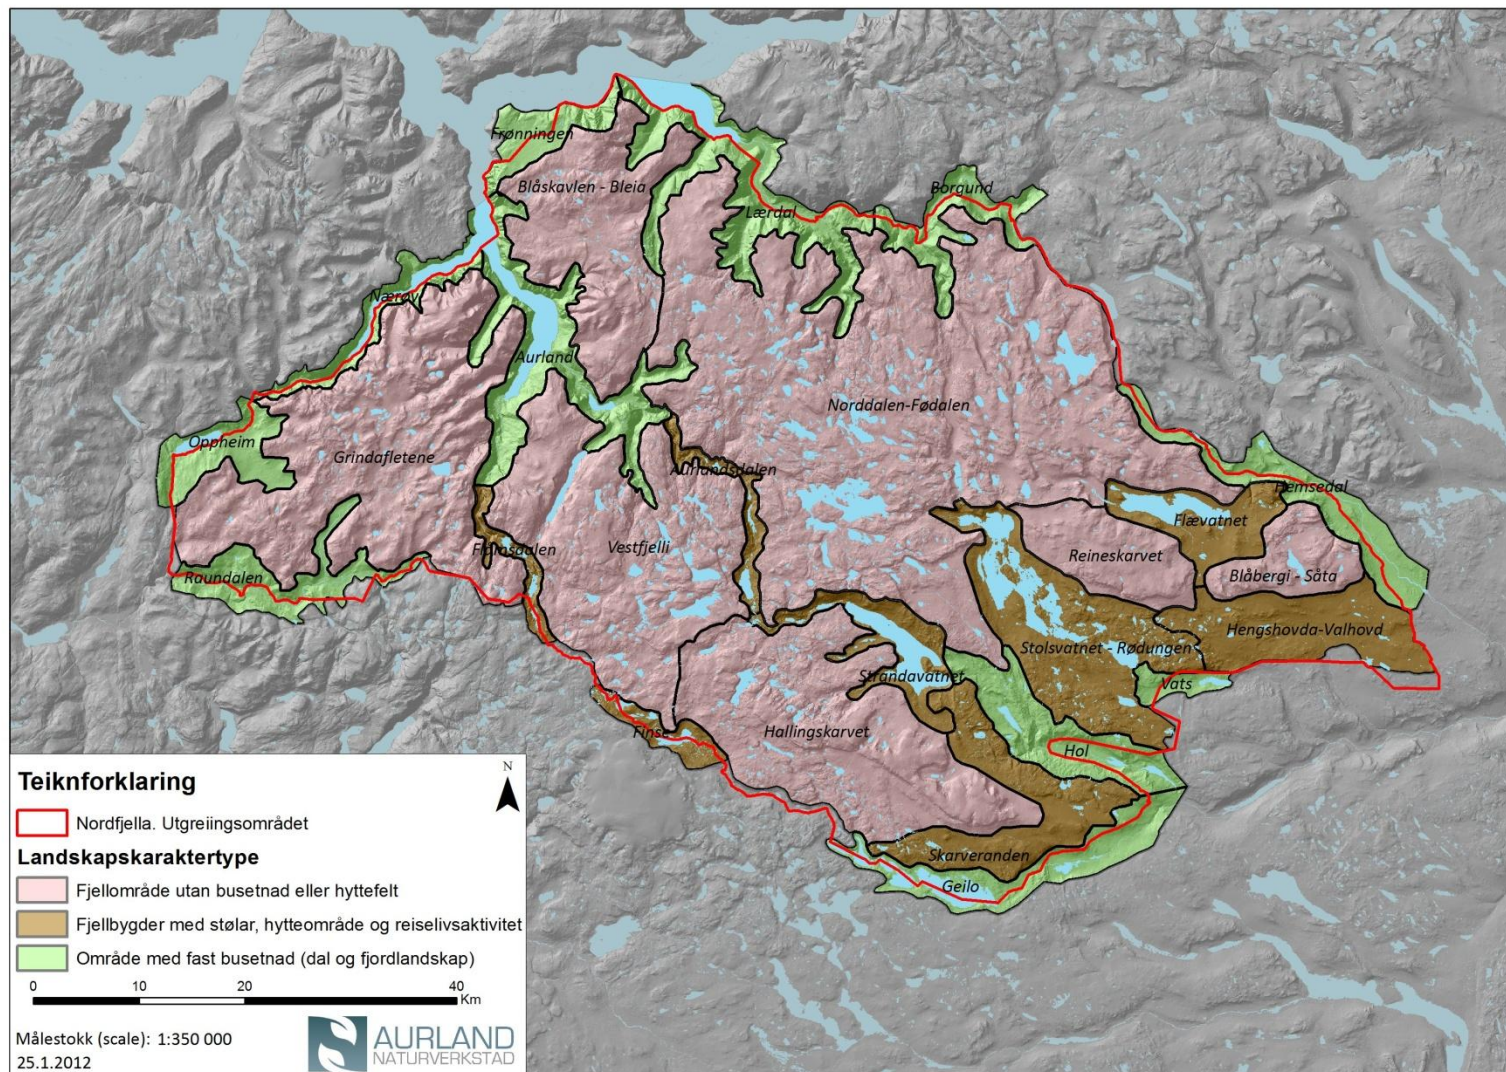 Frønningen
Blåskavlen - Bleia
Borgund
Lærdal
Nærøy
Aurland
Norddalen-Fødalen
Oppheim
Grindafletene
Aurlandsdalen
Hemsedal
Flævatnet
Flåmsdalen
Vestfjelli
Reineskarvet
Raundalen
Blåbergi - Såta
Hengshovda-Valhovd
Stolsvatnet - Rødungen
Strandavatnet
Vats
Finse
Hallingskarvet
Hol
Skarveranden
Geilo
Teiknforklaring
N
Nordfjella. Utgreiingsområdet
Landskapskaraktertype
Fjellområde utan busetnad eller hyttefelt
Fjellbygder med stølar, hytteområde og reiselivsaktivitet
Område med fast busetnad (dal og fjordlandskap)
0 10 20 40
Km
Målestokk (scale): 1:350 000
25.1.2012
AURLAND
NATURVERKSTAD